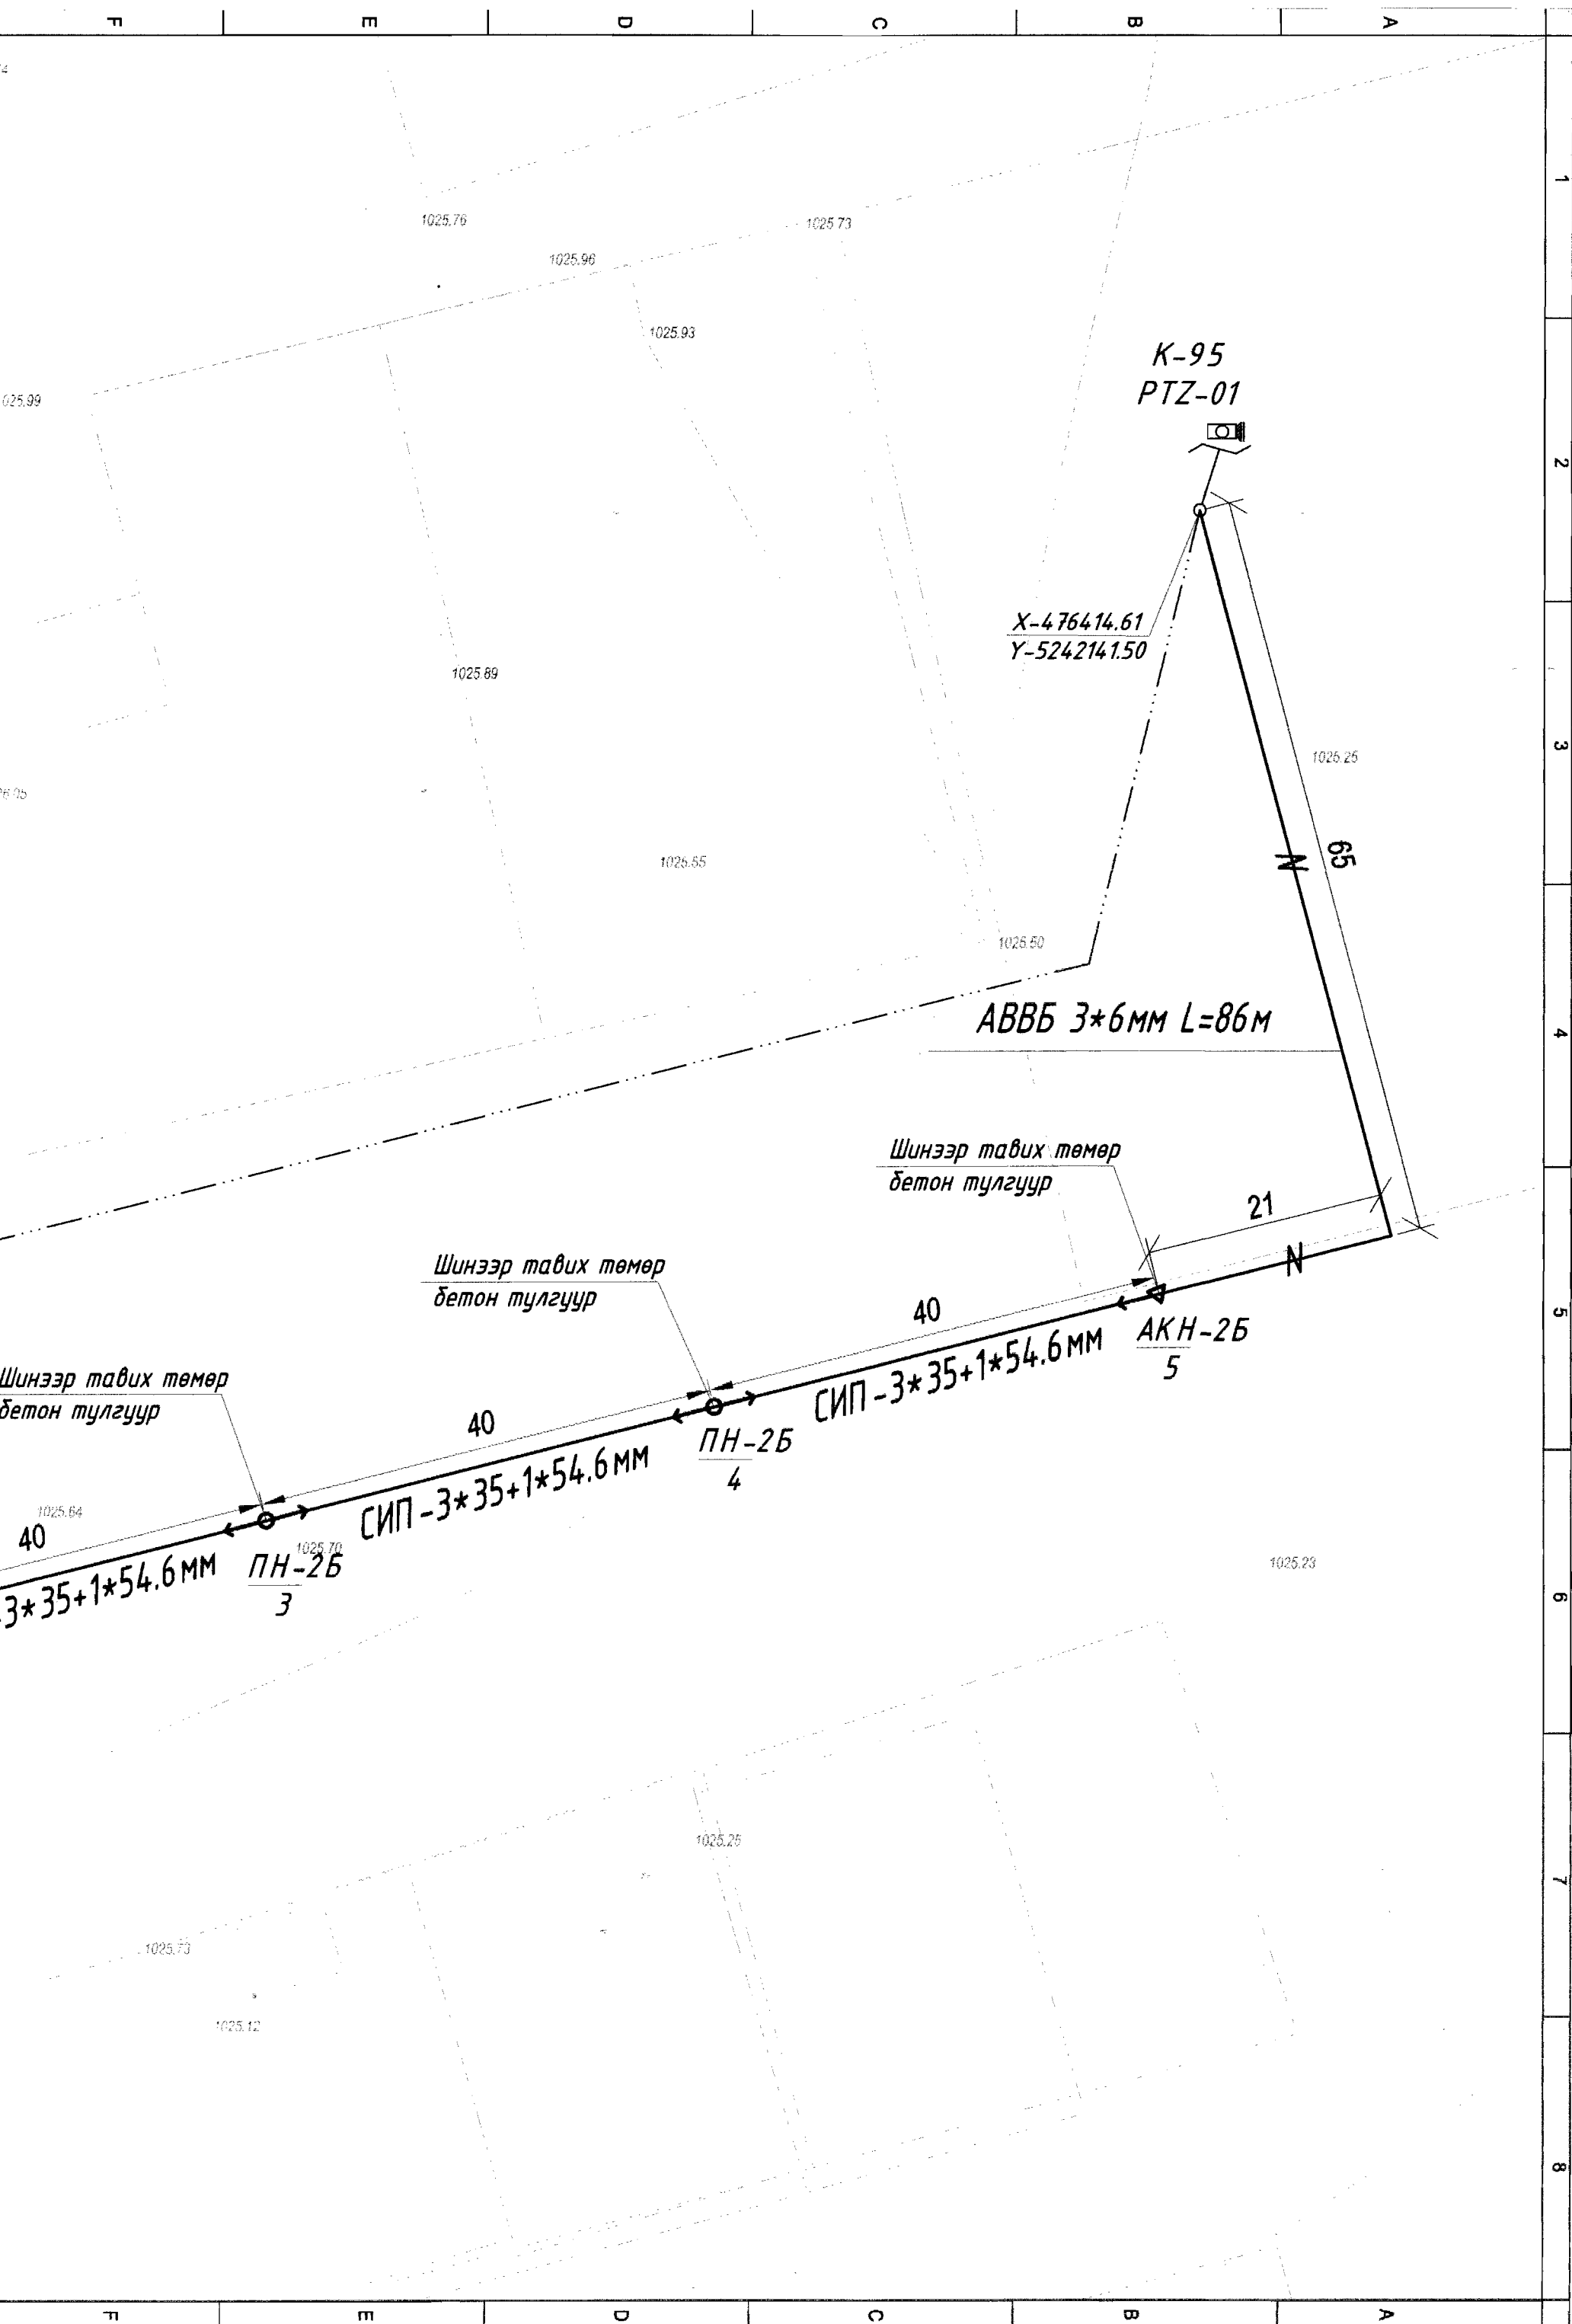 F
E
D
C
B
A
1
1025.76
1025.73
1025.96
1025.93
025.99
К-95
PTZ-01
2
X-476414.61
Y-5242141.50
1025.89
1025.25
3
65
N
1025.50
АВВБ 3*6мм L=86м
4
Шинээр тавих төмөр
бетон тулгуур
21
N
Шинээр тавих төмөр
бетон тулгуур
40
5
АКН-2Б
5
СИП-3*35+1*54.6мм
Шинээр тавих төмөр
бетон тулгуур
40
ПН-2Б
4
СИП-3*35+1*54.6мм
1025.64
40
1025.70
ПН-2Б
3
3*35+1*54.6мм
1025.23
6
7
1025.73
1025.12
8
F
E
D
C
B
A